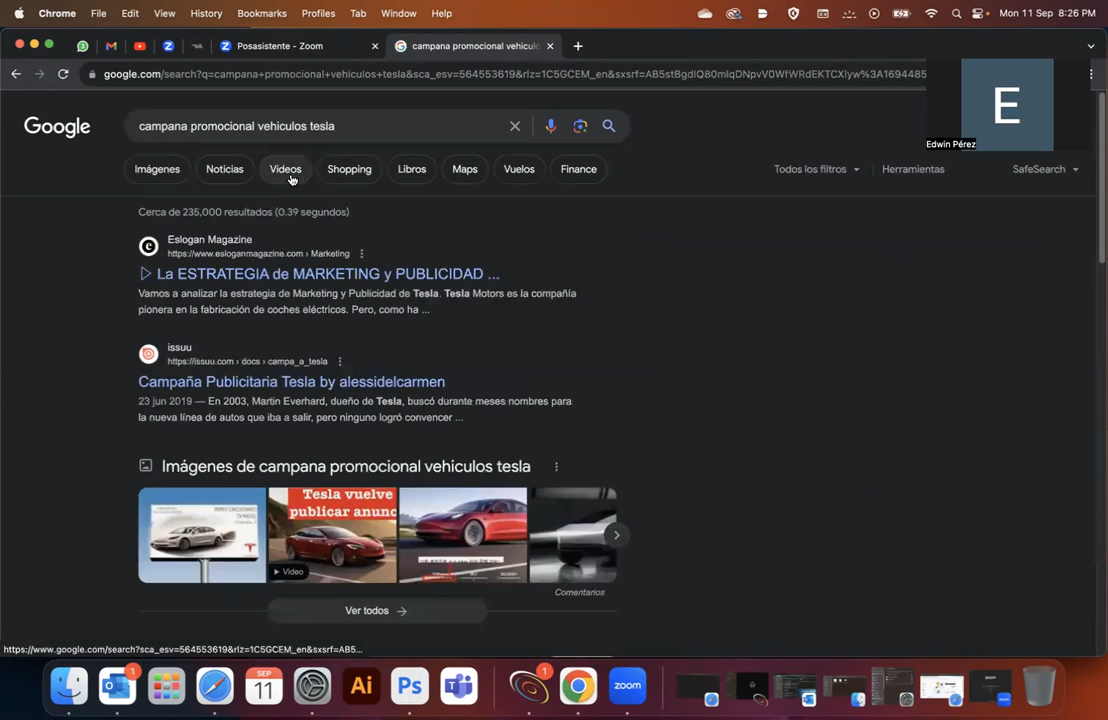 Chrome File Edit View History Bookmarks Profiles Tab Window Help
Mon 11 Sep 8:26 PM
Posasistente - Zoom
campana promocional vehicul
google.com/search?q=campana+promocional+vehiculos+tesla&sca_esv=564553619&rlz=1C5GCEM_en&sxsrf=AB5stBgdIQ80mlqDNpvV0WfWRdEKTCXlyw%3A1694485
E
Edwin Pérez
Google
campana promocional vehiculos tesla
Imágenes Noticias Videos Shopping Libros Maps Vuelos Finance
Todos los filtros Herramientas SafeSearch
Cerca de 235,000 resultados (0.39 segundos)
e
Eslogan Magazine
https://www.esloganmagazine.com › Marketing
▷ La ESTRATEGIA de MARKETING y PUBLICIDAD ...
Vamos a analizar la estrategia de Marketing y Publicidad de Tesla. Tesla Motors es la compañía
pionera en la fabricación de coches eléctricos. Pero, como ha ...
issuu
https://issuu.com › docs › campa_a_tesla
Campaña Publicitaria Tesla by alessidelcarmen
23 jun 2019 — En 2003, Martin Everhard, dueño de Tesla, buscó durante meses nombres para
la nueva línea de autos que iba a salir, pero ninguno logró convencer ...
Imágenes de campana promocional vehiculos tesla
Tesla vuelve
publicar anunc
Video
Comentarios
Ver todos
https://www.google.com/search?sca_esv=564553619&rlz=1C5GCEM_en&sxsrf=AB5...
1
SEP
11
Ai
Ps
1
zoom